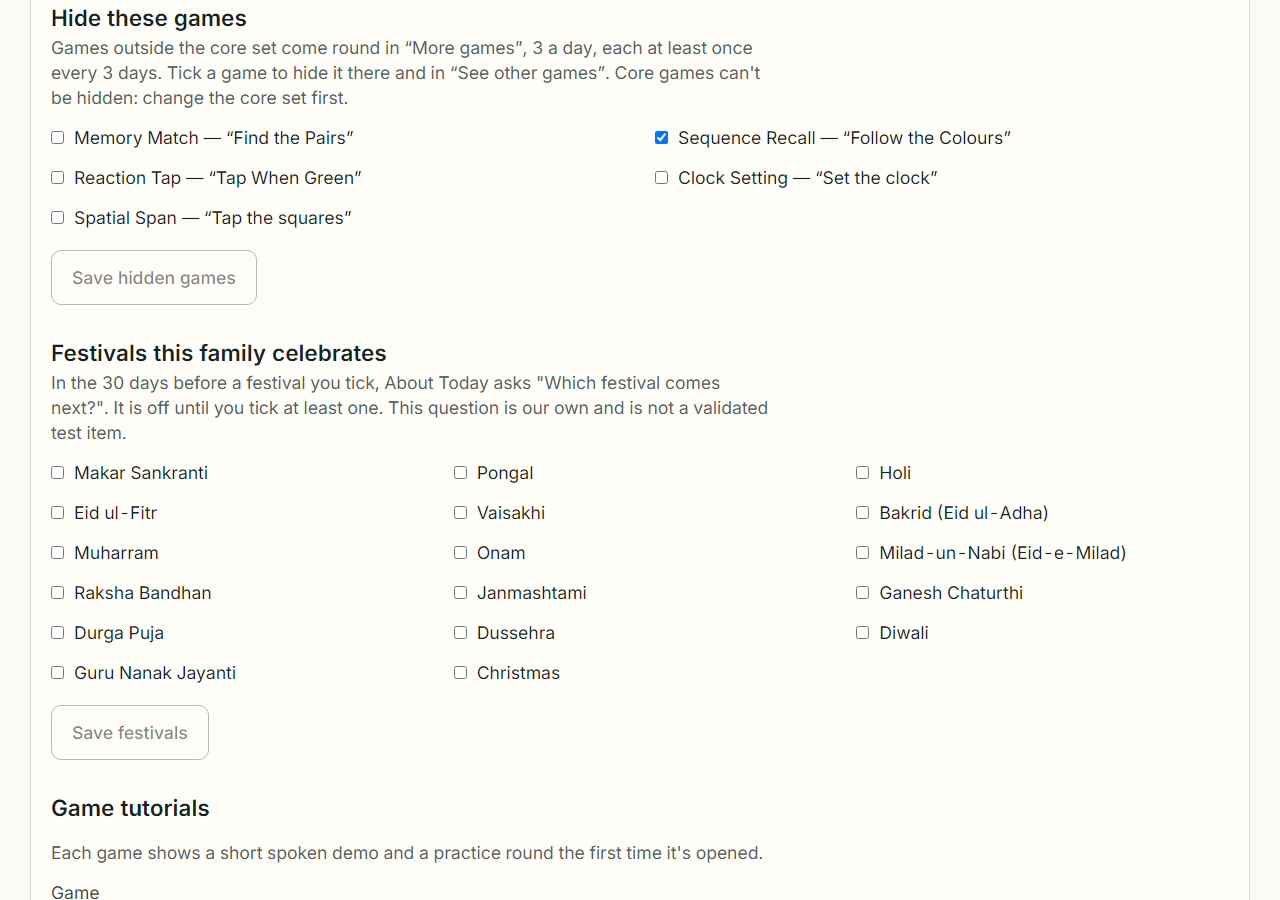 Hide these games
Games outside the core set come round in “More games”, 3 a day, each at least once
every 3 days. Tick a game to hide it there and in “See other games”. Core games can't
be hidden: change the core set first.
Memory Match — “Find the Pairs”
Sequence Recall — “Follow the Colours”
Reaction Tap — “Tap When Green”
Clock Setting — “Set the clock”
Spatial Span — “Tap the squares”
Save hidden games
Festivals this family celebrates
In the 30 days before a festival you tick, About Today asks "Which festival comes
next?". It is off until you tick at least one. This question is our own and is not a validated
test item.
Makar Sankranti
Pongal
Holi
Eid ul-Fitr
Vaisakhi
Bakrid (Eid ul-Adha)
Muharram
Onam
Milad-un-Nabi (Eid-e-Milad)
Raksha Bandhan
Janmashtami
Ganesh Chaturthi
Durga Puja
Dussehra
Diwali
Guru Nanak Jayanti
Christmas
Save festivals
Game tutorials
Each game shows a short spoken demo and a practice round the first time it's opened.
Game